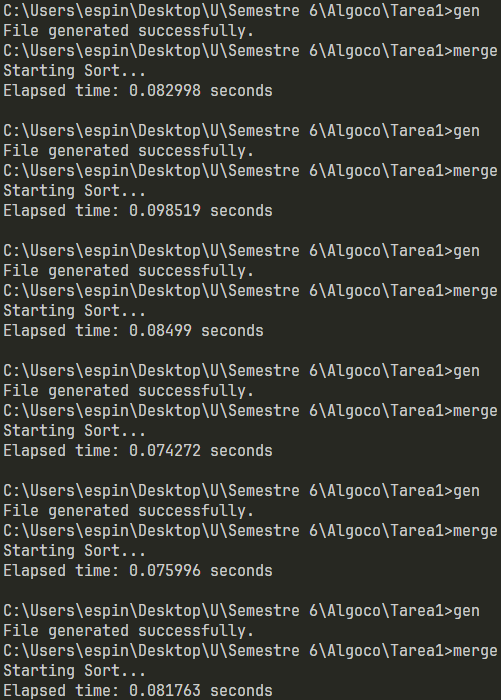 C:\Users\espin\Desktop\U\Semestre 6\Algoco\Tarea1>gen
File generated successfully.
C:\Users\espin\Desktop\U\Semestre 6\Algoco\Tarea1>merge
Starting Sort...
Elapsed time: 0.082998 seconds
C:\Users\espin\Desktop\U\Semestre 6\Algoco\Tarea1>gen
File generated successfully.
C:\Users\espin\Desktop\U\Semestre 6\Algoco\Tarea1>merge
Starting Sort...
Elapsed time: 0.098519 seconds
C:\Users\espin\Desktop\U\Semestre 6\Algoco\Tarea1>gen
File generated successfully.
C:\Users\espin\Desktop\U\Semestre 6\Algoco\Tarea1>merge
Starting Sort...
Elapsed time: 0.08499 seconds
C:\Users\espin\Desktop\U\Semestre 6\Algoco\Tarea1>gen
File generated successfully.
C:\Users\espin\Desktop\U\Semestre 6\Algoco\Tarea1>merge
Starting Sort...
Elapsed time: 0.074272 seconds
C:\Users\espin\Desktop\U\Semestre 6\Algoco\Tarea1>gen
File generated successfully.
C:\Users\espin\Desktop\U\Semestre 6\Algoco\Tarea1>merge
Starting Sort...
Elapsed time: 0.075996 seconds
C:\Users\espin\Desktop\U\Semestre 6\Algoco\Tarea1>gen
File generated successfully.
C:\Users\espin\Desktop\U\Semestre 6\Algoco\Tarea1>merge
Starting Sort...
Elapsed time: 0.081763 seconds